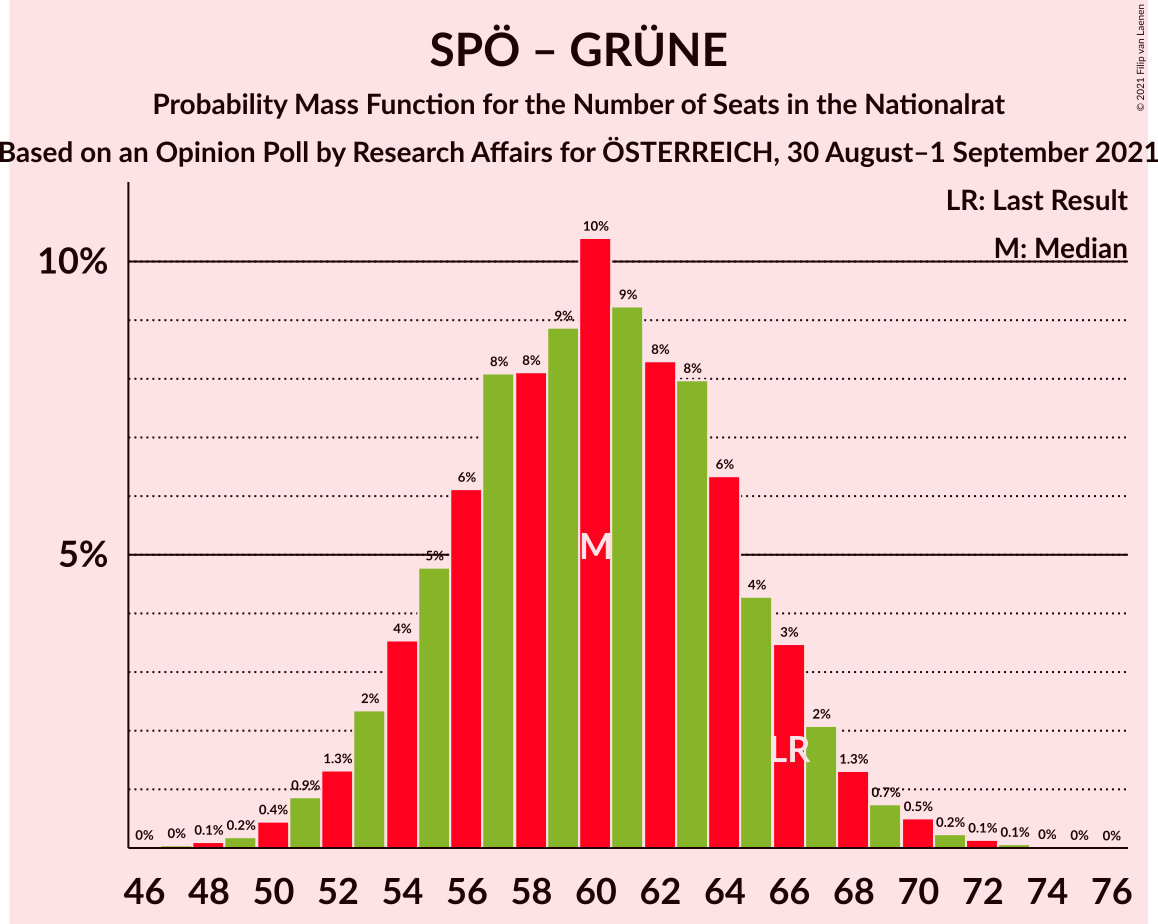 SPÖ – GRÜNE
Probability Mass Function for the Number of Seats in the Nationalrat
Based on an Opinion Poll by Research Affairs for ÖSTERREICH, 30 August–1 September 2021
© 2021 Filip van Laenen
LR: Last Result
M: Median
10%
5%
0% 0% 0.1% 0.2% 0.4% 0.9% 1.3% 2% 4% 5% 6% 8% 8% 9% 10% 9% 8% 8% 6% 4% 3% 2% 1.3% 0.7% 0.5% 0.2% 0.1% 0.1% 0% 0% 0%
M
LR
46 48 50 52 54 56 58 60 62 64 66 68 70 72 74 76